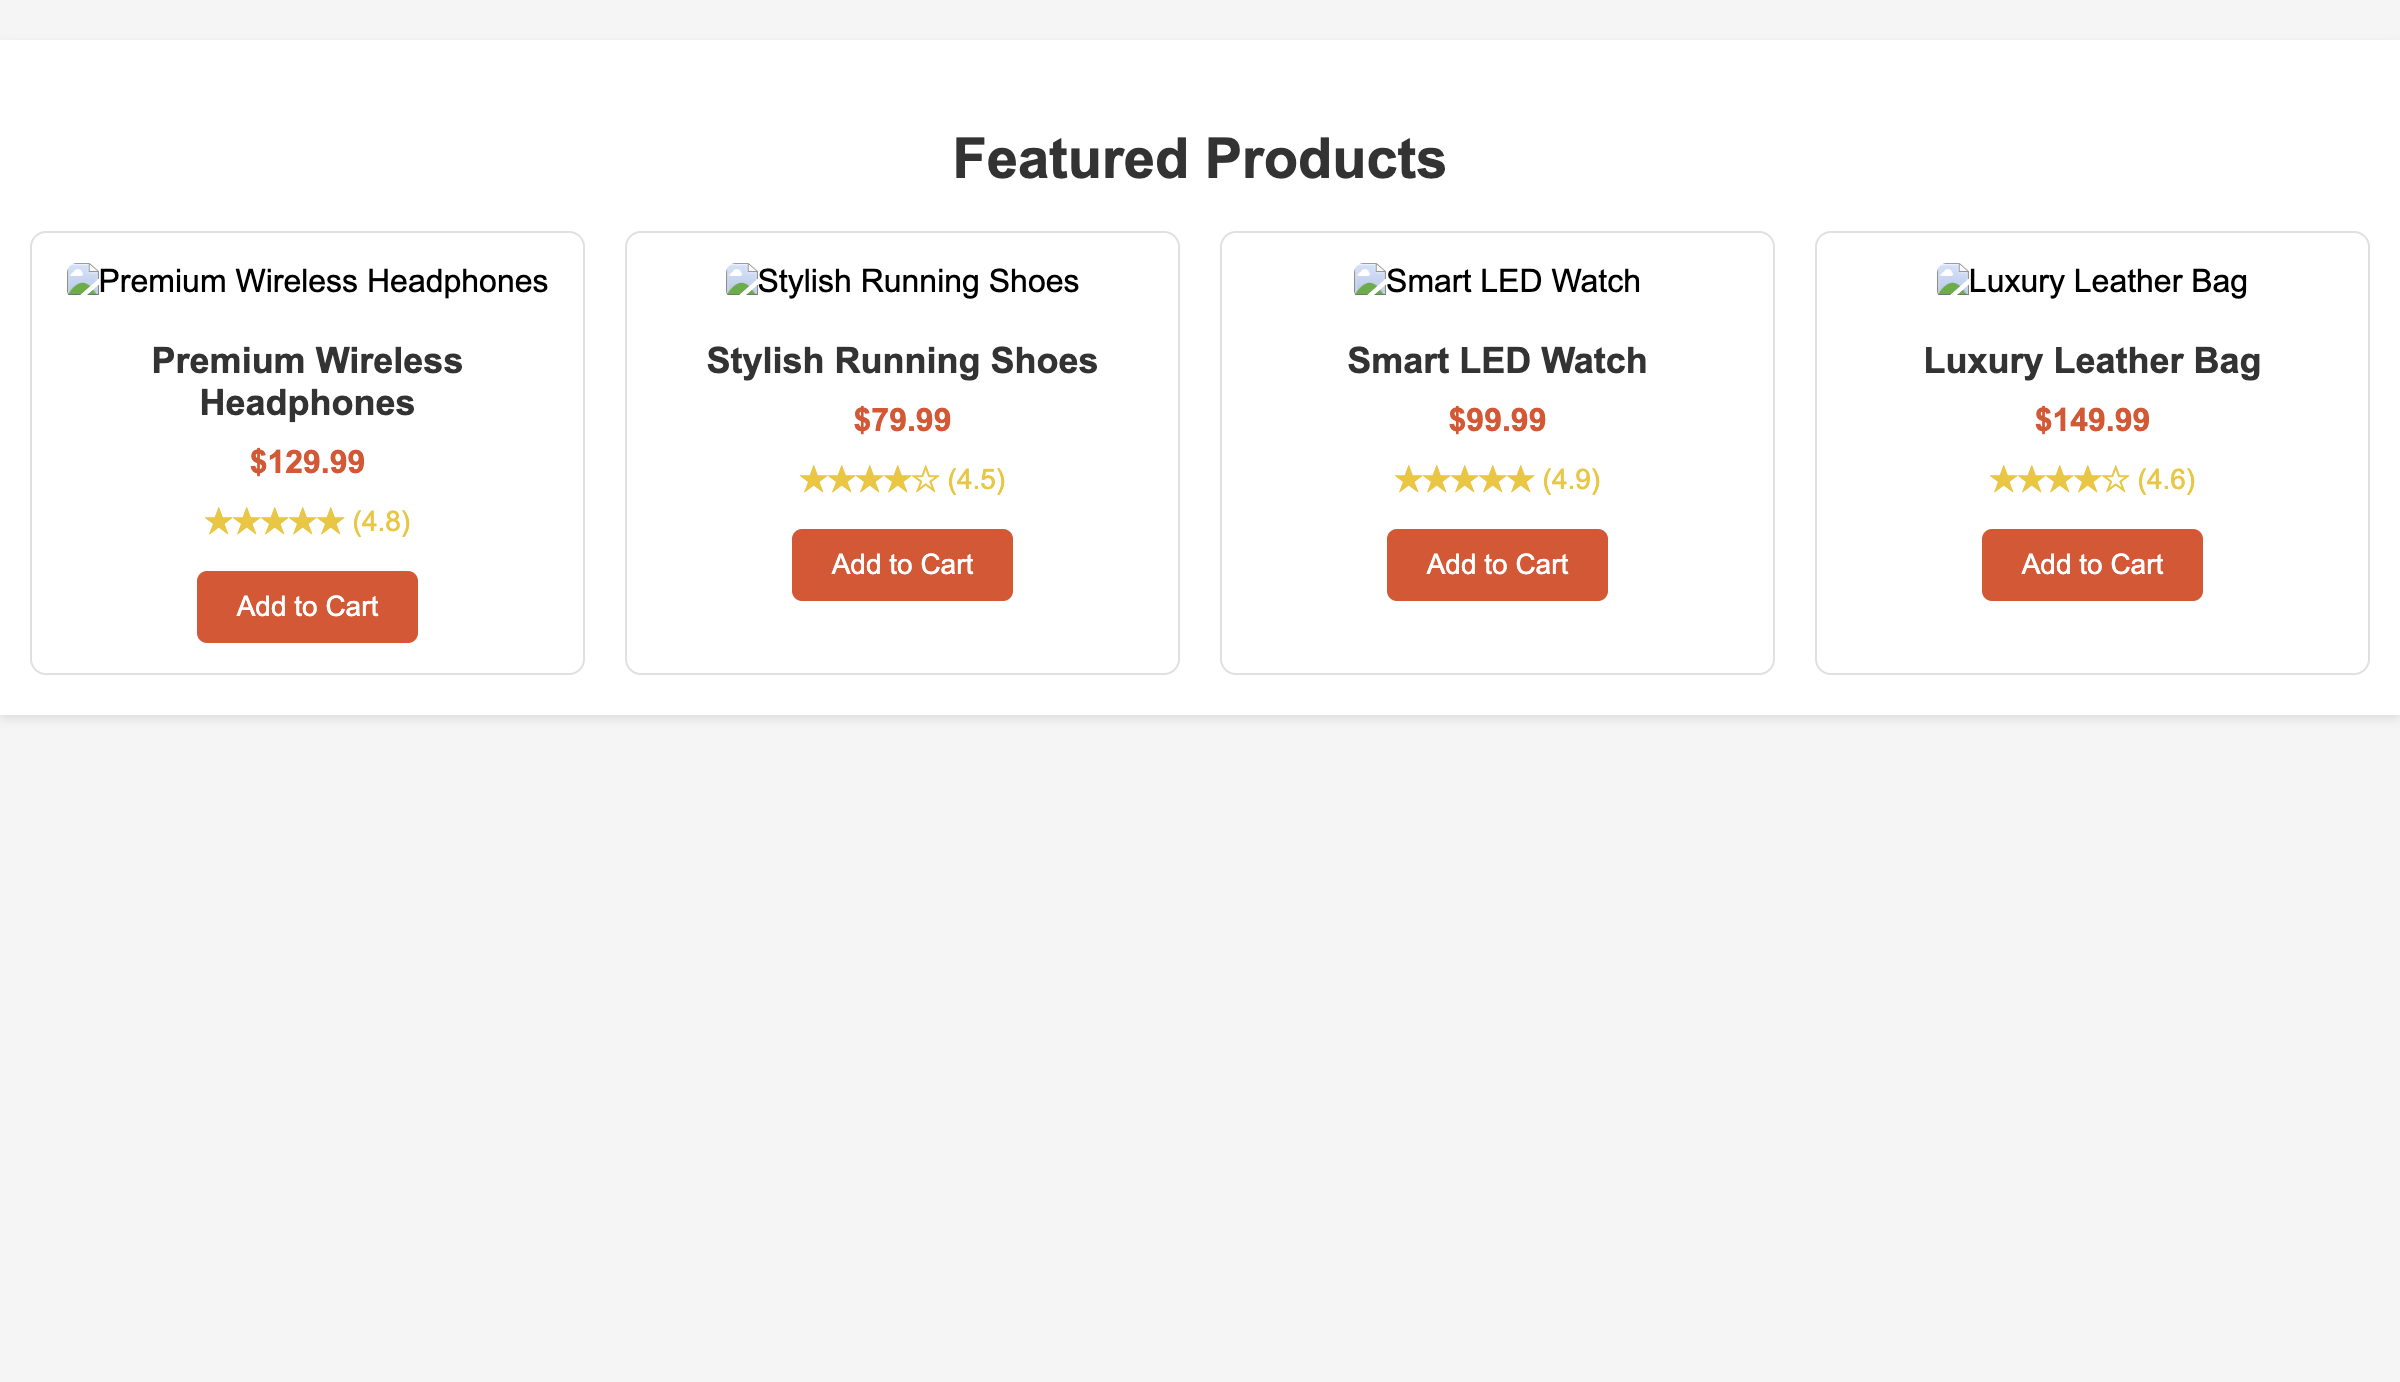 Featured Products
Premium Wireless Headphones
Premium Wireless
Headphones
$129.99
★★★★★ (4.8)
Add to Cart
Stylish Running Shoes
Stylish Running Shoes
$79.99
★★★★☆ (4.5)
Add to Cart
Smart LED Watch
Smart LED Watch
$99.99
★★★★★ (4.9)
Add to Cart
Luxury Leather Bag
Luxury Leather Bag
$149.99
★★★★☆ (4.6)
Add to Cart